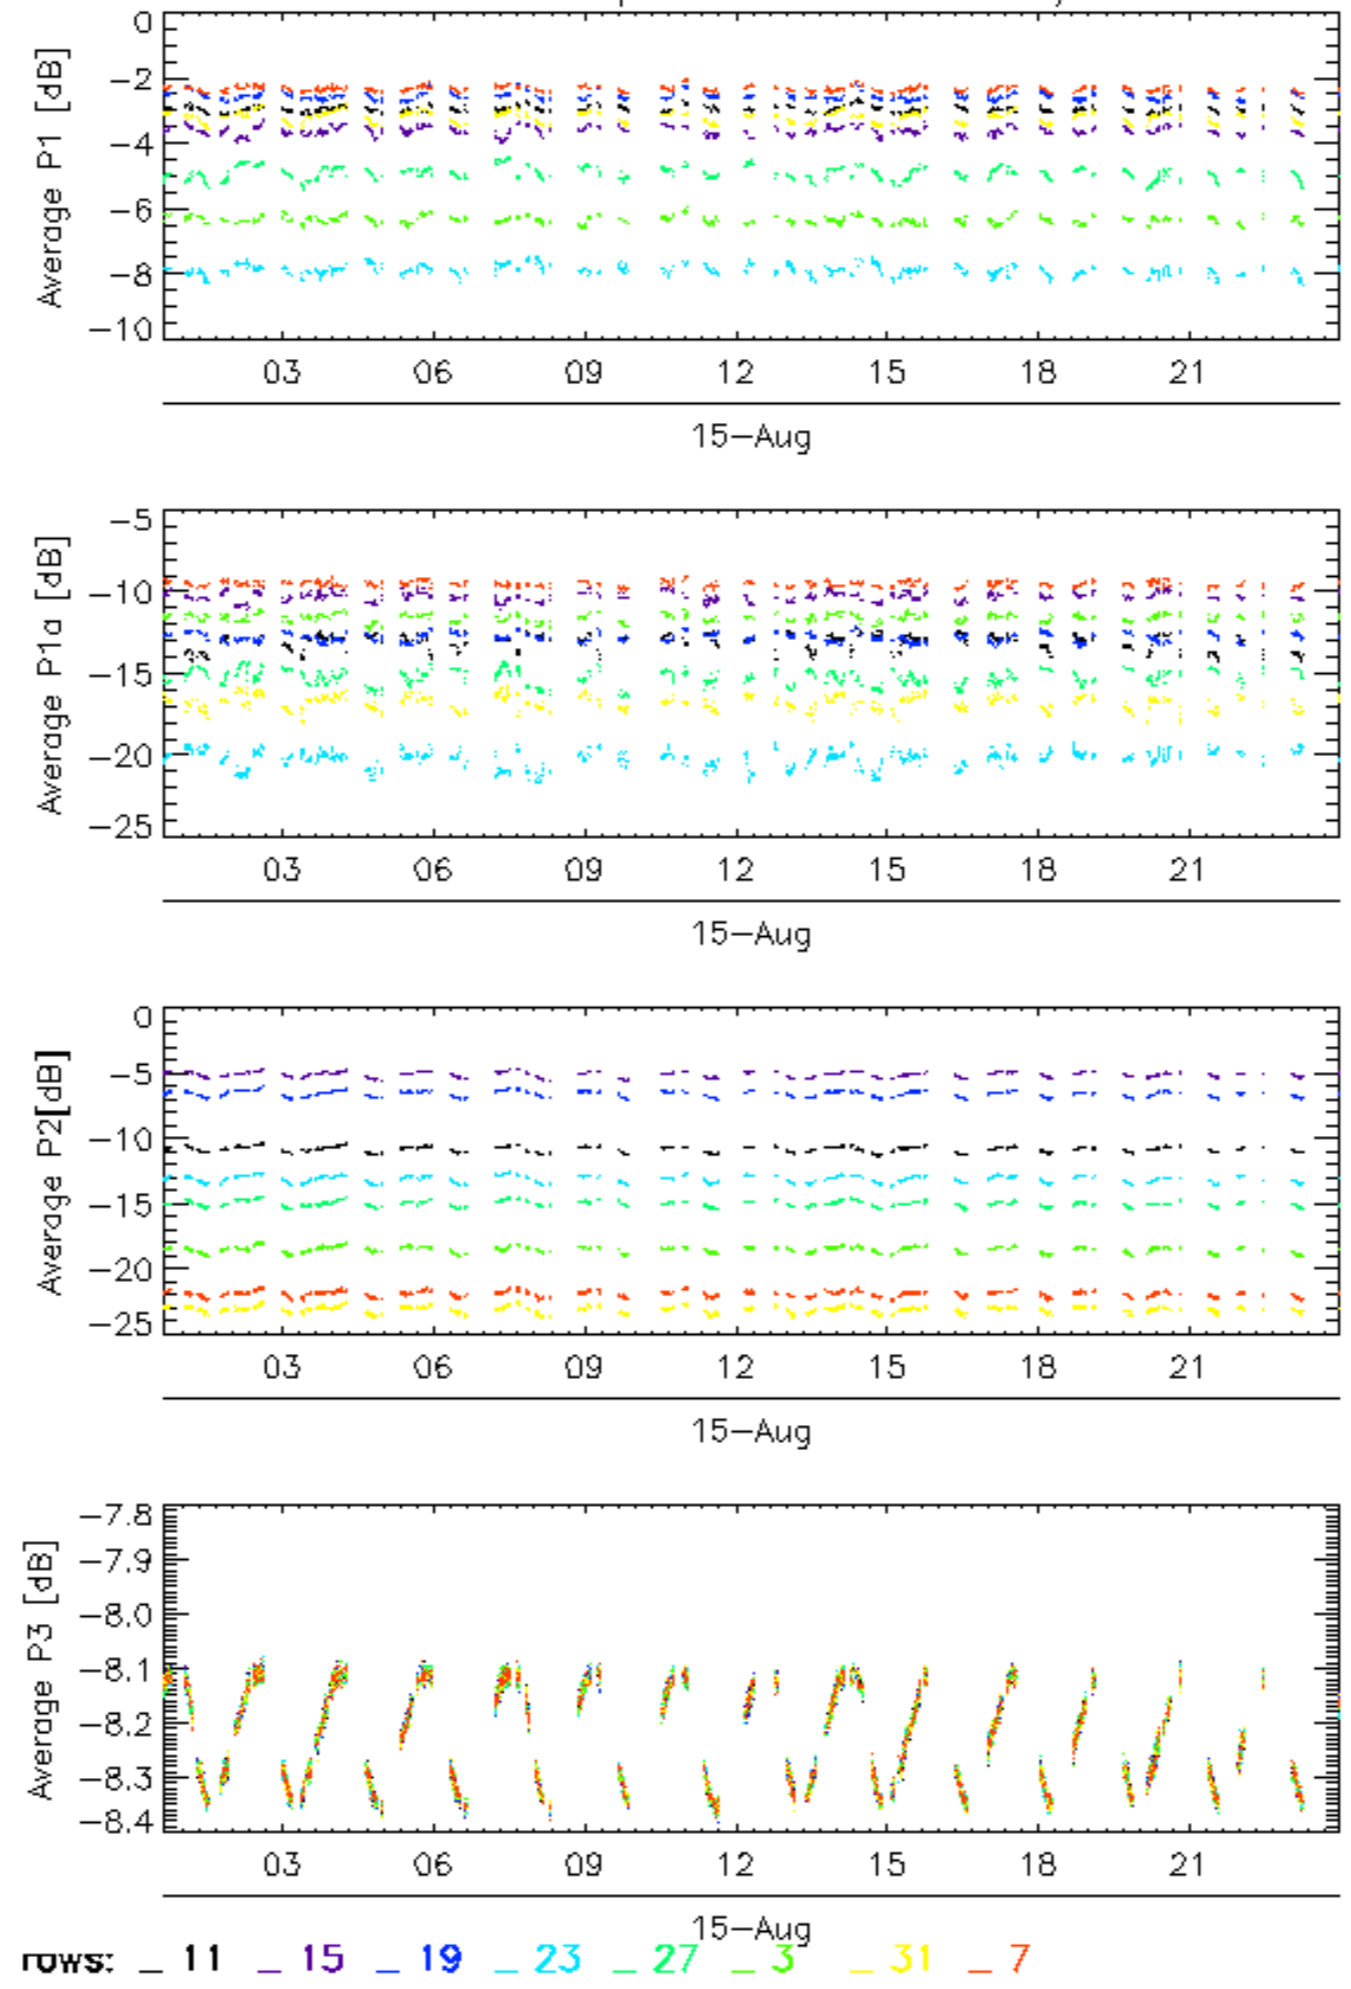 0
−2
−4
−6
−8
−10
Average P1 [dB]
03 06 09 12 15 18 21
15−Aug
−5
−10
−15
−20
−25
Average P1a [dB]
03 06 09 12 15 18 21
15−Aug
0
−5
−10
−15
−20
−25
Average P2[dB]
03 06 09 12 15 18 21
15−Aug
−7.8
−7.9
−8.0
−8.1
−8.2
−8.3
−8.4
Average P3 [dB]
03 06 09 12 15 18 21
15−Aug
rows: _ 11 _ 15 _ 19 _ 23 _ 27 _ 3 _ 31 _ 7